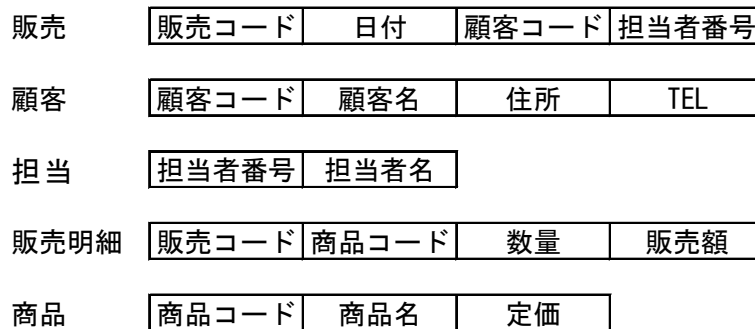 販売 販売コード 日付 顧客コード 担当者番号
顧客 顧客コード 顧客名 住所 TEL
担当 担当者番号 担当者名
販売明細 販売コード 商品コード 数量 販売額
商品 商品コード 商品名 定価